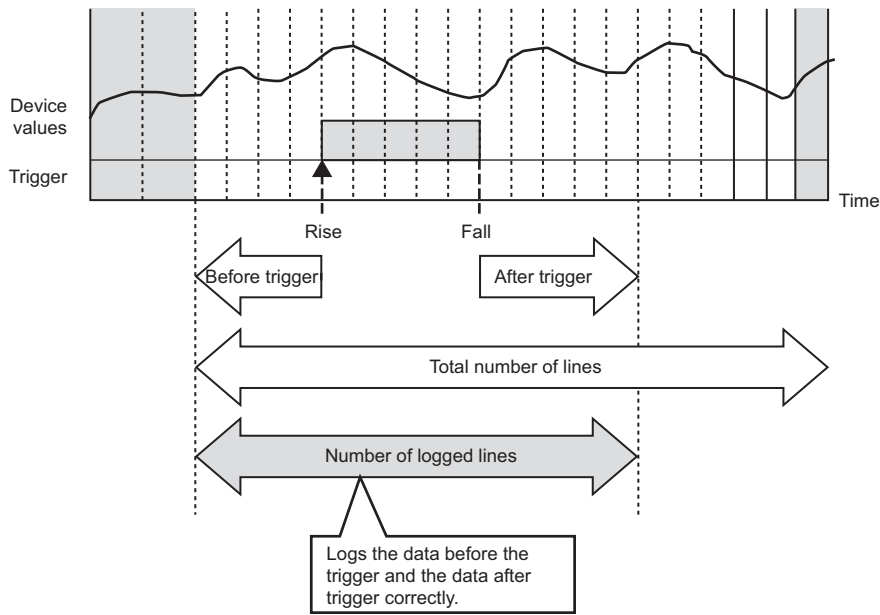 Device
values
Trigger
Time
Rise
Fall
Before trigger
After trigger
Total number of lines
Number of logged lines
Logs the data before the
trigger and the data after
trigger correctly.